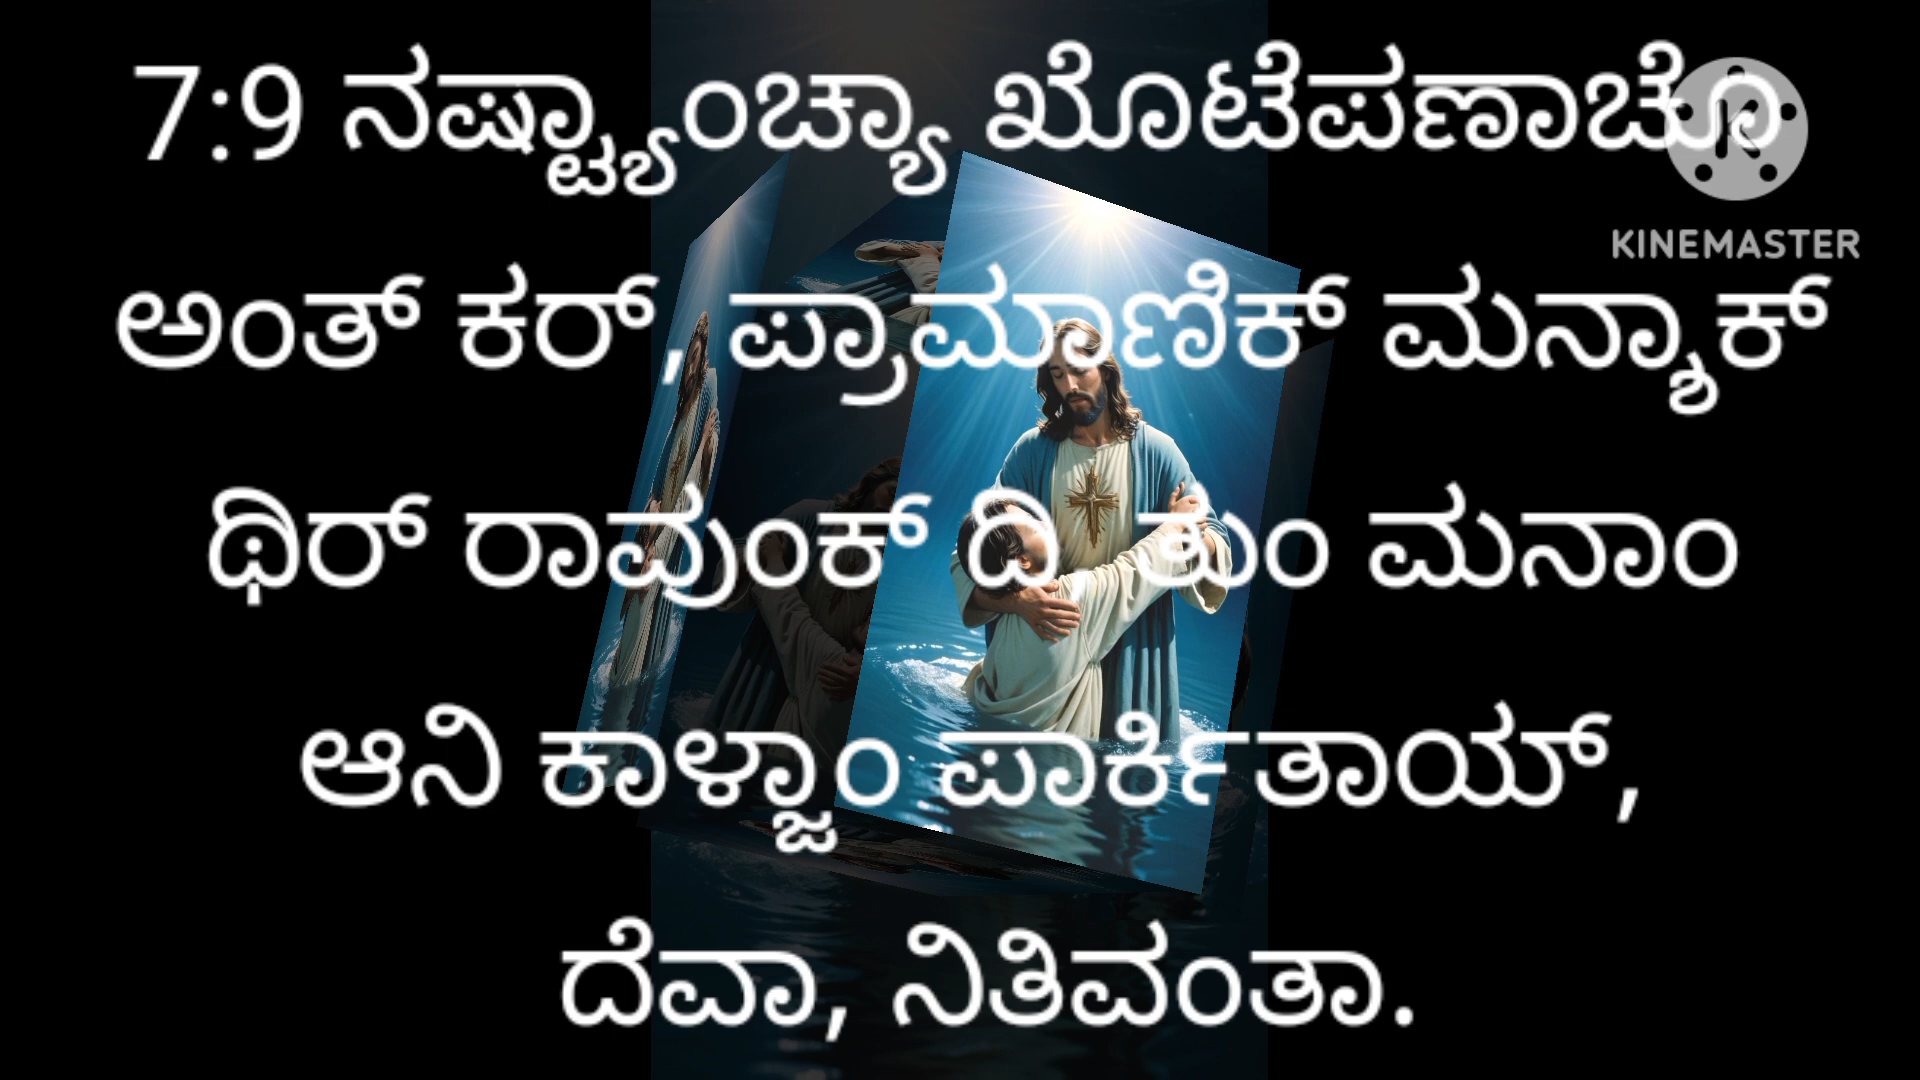 7:9 ನಷ್ಟ್ಯಾಂಚ್ಯಾ ಖೊಟೆಪಣಾಚೊ
KINEMASTER
ಅಂತ್ ಕರ್, ಪ್ರಾಮಾಣಿಕ್ ಮನ್ಶ್ಯಾಕ್
ಥಿರ್ ರಾವುಂಕ್ ದಿ, ತುಂ ಮನಾಂ
ಆನಿ ಕಾಳ್ಜಾಂ ಪಾರ್ಕಿತಾಯ್,
ದೆವಾ, ನಿತಿವಂತಾ.